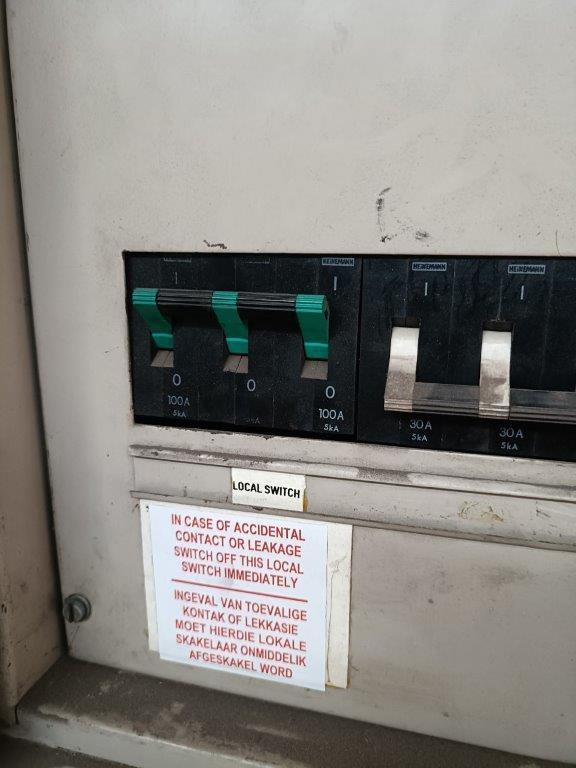 HEINEMANN
HEINEMANN
HEINEMANN
I
I
I
I
0
0
0
100A
5kA
100A
5kA
30A
5kA
30A
5kA
LOCAL SWITCH
IN CASE OF ACCIDENTAL
CONTACT OR LEAKAGE
SWITCH OFF THIS LOCAL
SWITCH IMMEDIATELY
INGEVAL VAN TOEVALIGE
KONTAK OF LEKKASIE
MOET HIERDIE LOKALE
SKAKELAAR ONMIDDELIK
AFGESKAKEL WORD